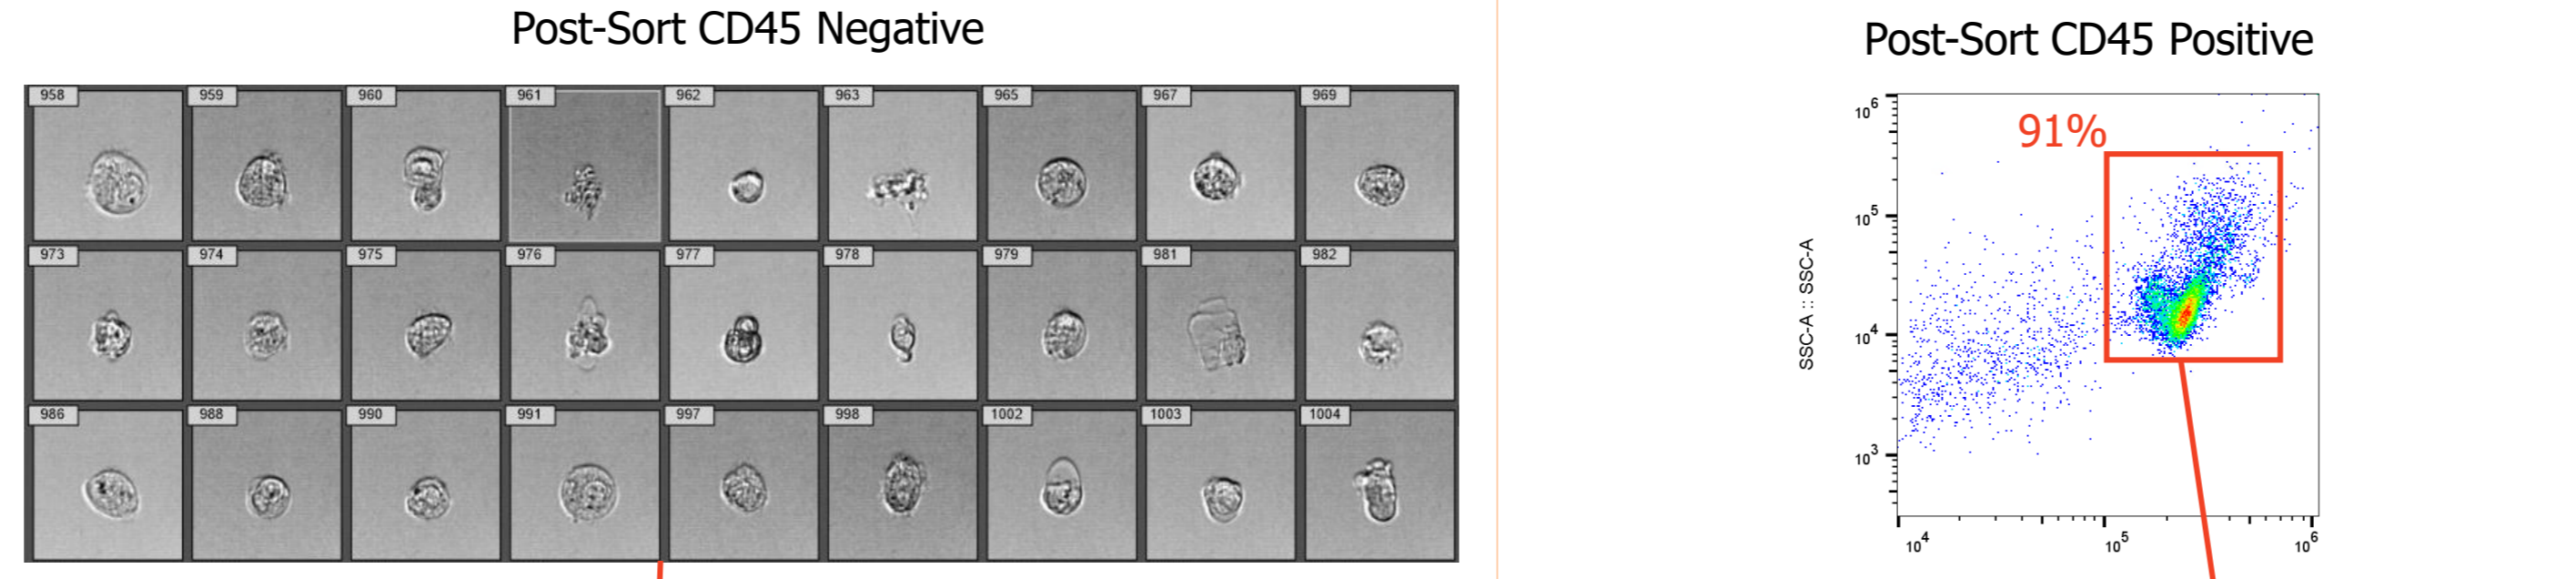 Post-Sort CD45 Negative
958 959 960 961 962 963 965 967 969
973 974 975 976 977 978 979 981 982
986 988 990 991 997 998 1002 1003 1004
Post-Sort CD45 Positive
91%
10^6
10^5
10^4
10^3
SSC-A :: SSC-A
10^4 10^5 10^6